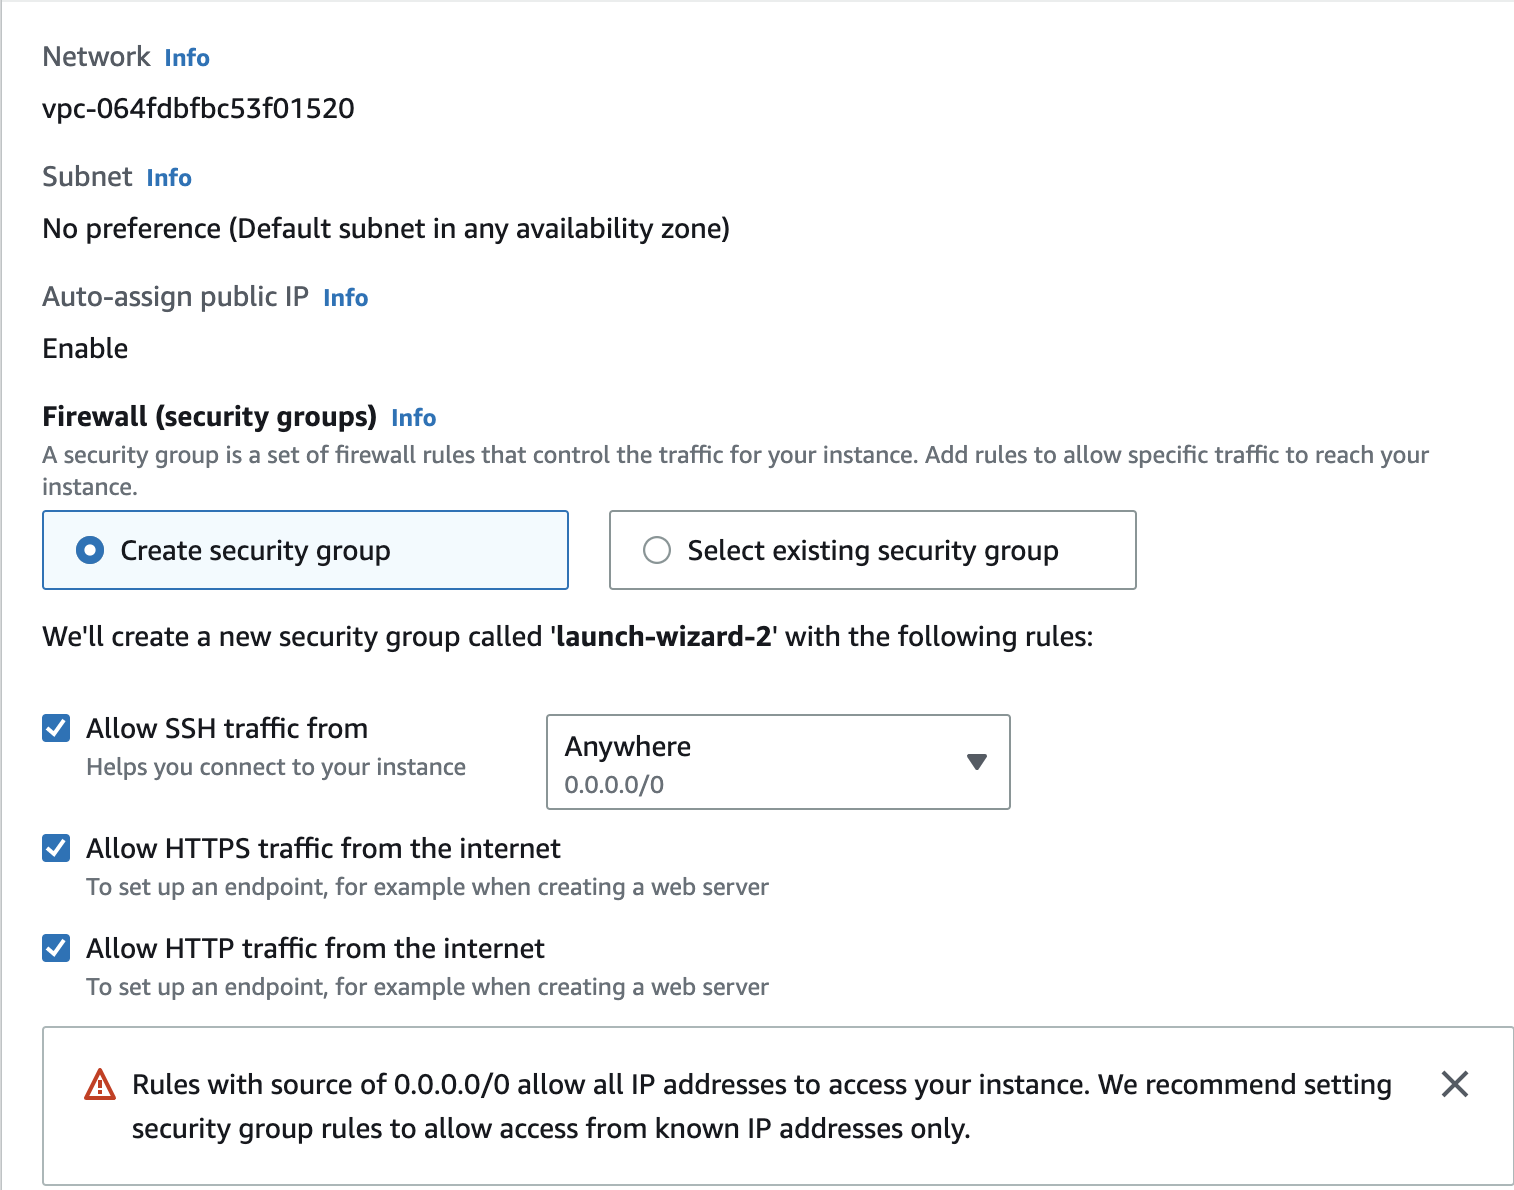 Network Info
vpc-064fdbfbc53f01520
Subnet Info
No preference (Default subnet in any availability zone)
Auto-assign public IP Info
Enable
Firewall (security groups) Info
A security group is a set of firewall rules that control the traffic for your instance. Add rules to allow specific traffic to reach your
instance.
Create security group
Select existing security group
We'll create a new security group called 'launch-wizard-2' with the following rules:
Allow SSH traffic from
Helps you connect to your instance
Anywhere
0.0.0.0/0
Allow HTTPS traffic from the internet
To set up an endpoint, for example when creating a web server
Allow HTTP traffic from the internet
To set up an endpoint, for example when creating a web server
Rules with source of 0.0.0.0/0 allow all IP addresses to access your instance. We recommend setting
security group rules to allow access from known IP addresses only.